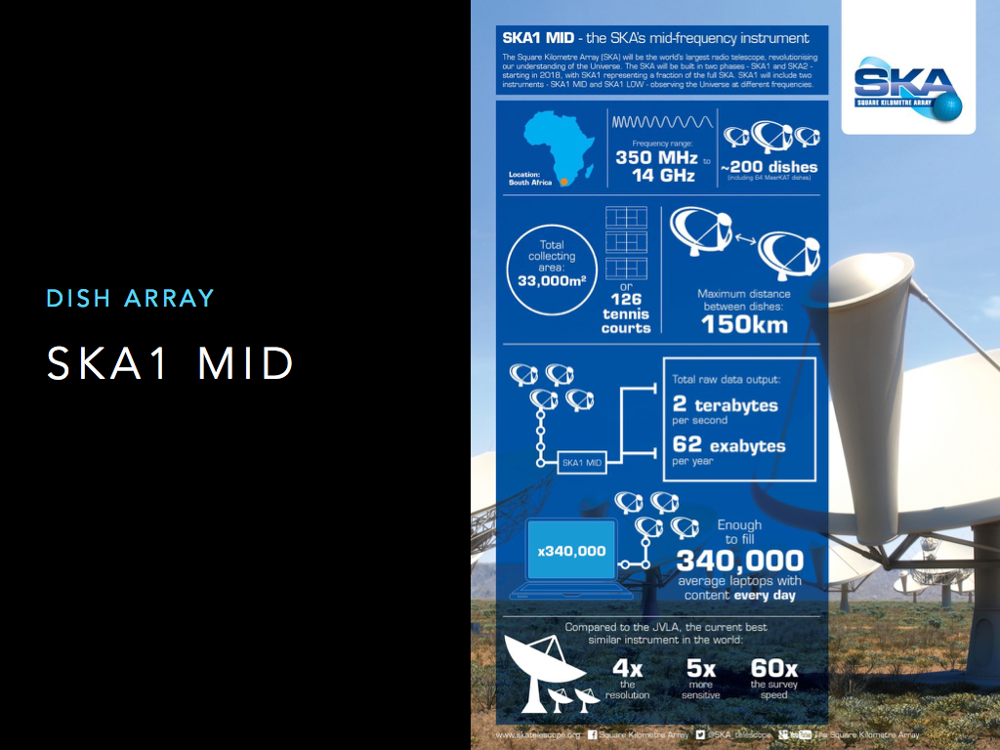 DISH ARRAY
SKA1 MID
SKA1 MID - the SKA's mid-frequency instrument
The Square Kilometre Array (SKA) will be the world's largest radio telescope, revolutionising
our understanding of the Universe. The SKA will be built in two phases - SKA1 and SKA2 -
starting in 2018, with SKA1 representing a fraction of the full SKA. SKA1 will include two
instruments - SKA1 MID and SKA1 LOW - observing the Universe at different frequencies.
SKA
SQUARE KILOMETRE ARRAY
Location:
South Africa
Frequency range:
350 MHz to
14 GHz
~200 dishes
(including 64 MeerKAT dishes)
Total
collecting
area:
33,000m²
or
126
tennis
courts
Maximum distance
between dishes:
150km
SKA1 MID
Total raw data output:
2 terabytes
per second
62 exabytes
per year
x340,000
Enough
to fill
340,000
average laptops with
content every day
Compared to the JVLA, the current best
similar instrument in the world:
4x
the
resolution
5x
more
sensitive
60x
the survey
speed
www.skatelescope.org Square Kilometre Array @SKA_telescope YouTube The Square Kilometre Array